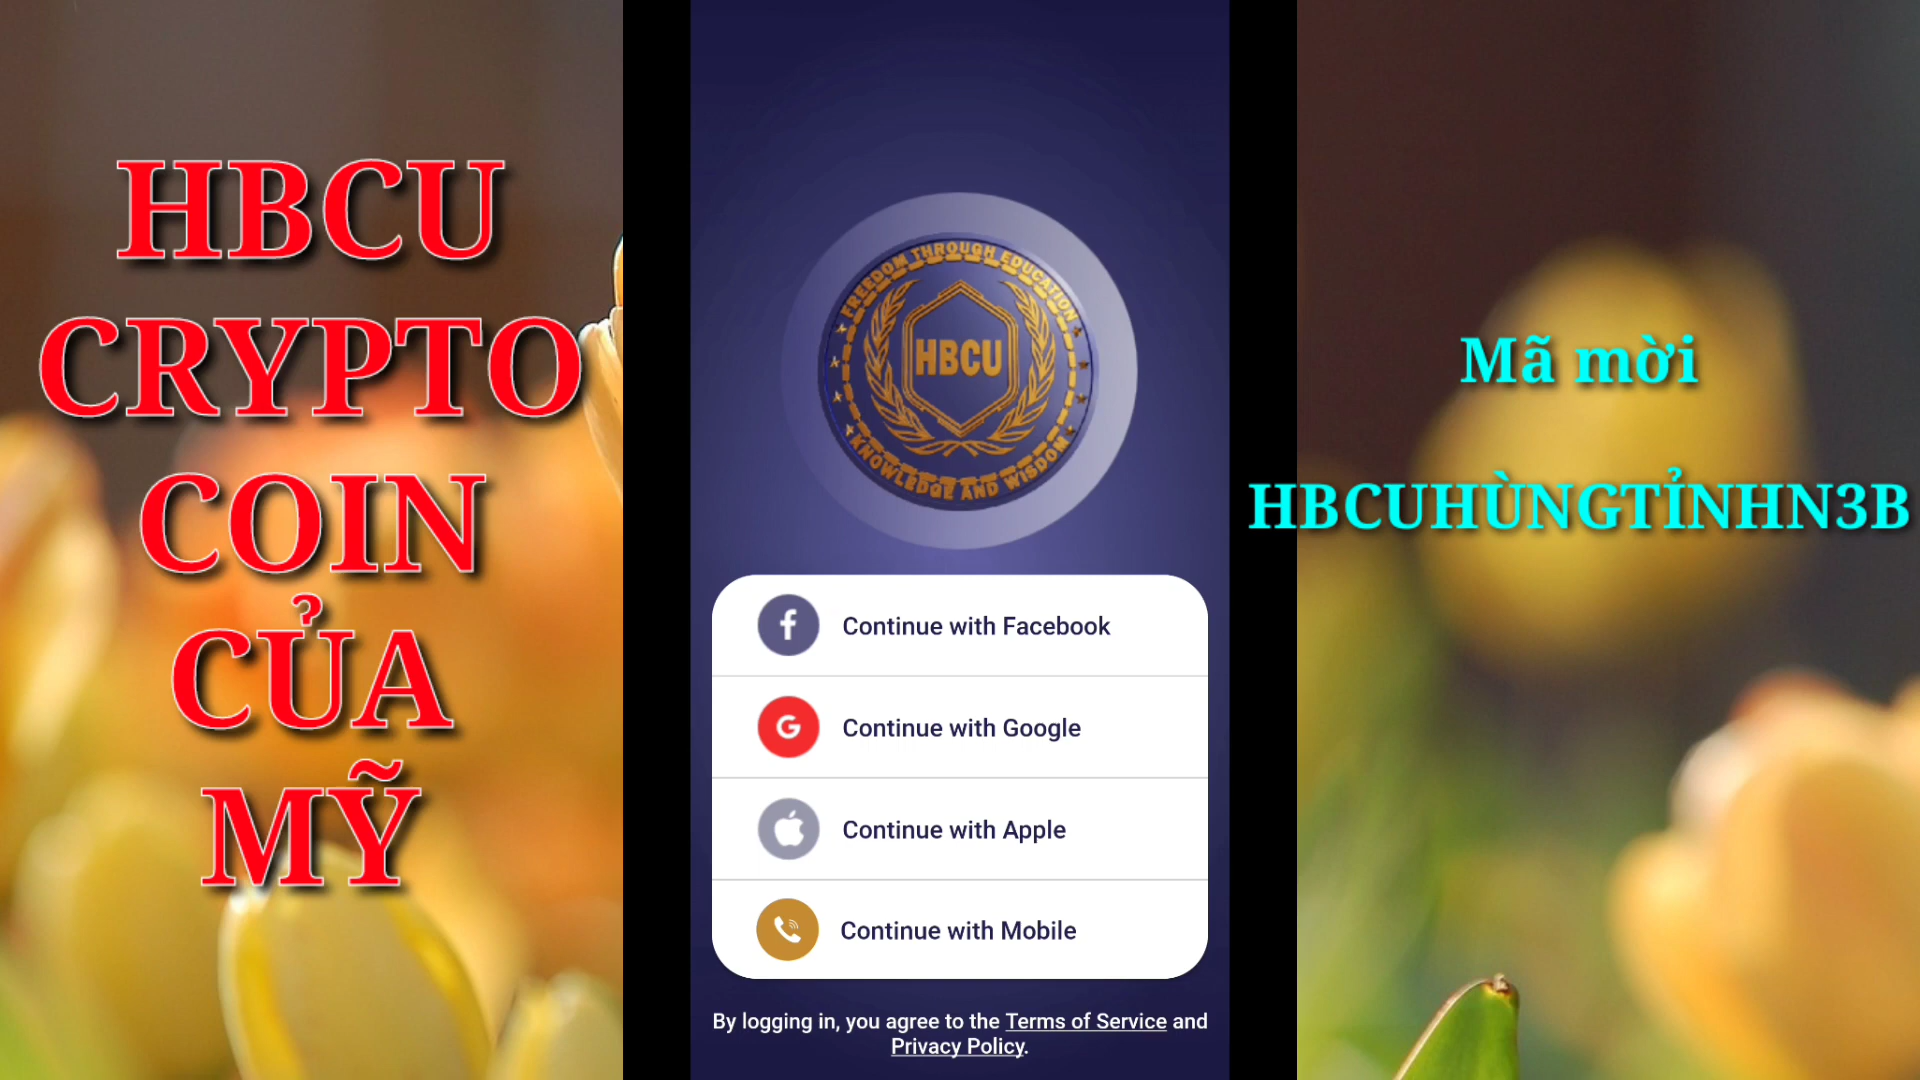 HBCU
CRYPTO
COIN
CỦA
MỸ
FREEDOM THROUGH EDUCATION
HBCU
KNOWLEDGE AND WISDOM
Continue with Facebook
Continue with Google
Continue with Apple
Continue with Mobile
By logging in, you agree to the Terms of Service and
Privacy Policy.
Mã mời
HBCUHÙNGTỈNHN3B